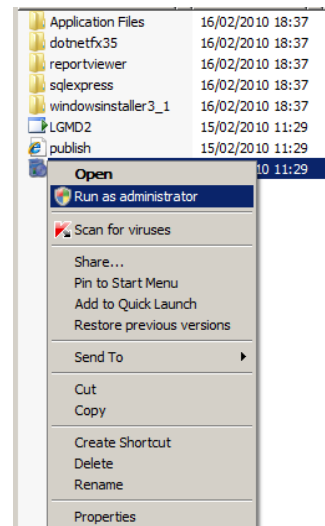 Application Files 16/02/2010 18:37
dotnetfx35 16/02/2010 18:37
reportviewer 16/02/2010 18:37
sqlexpress 16/02/2010 18:37
windowsinstaller3_1 16/02/2010 18:37
LGMD2 15/02/2010 11:29
publish 15/02/2010 11:29
10 11:29
Open
Run as administrator
Scan for viruses
Share...
Pin to Start Menu
Add to Quick Launch
Restore previous versions
Send To
Cut
Copy
Create Shortcut
Delete
Rename
Properties